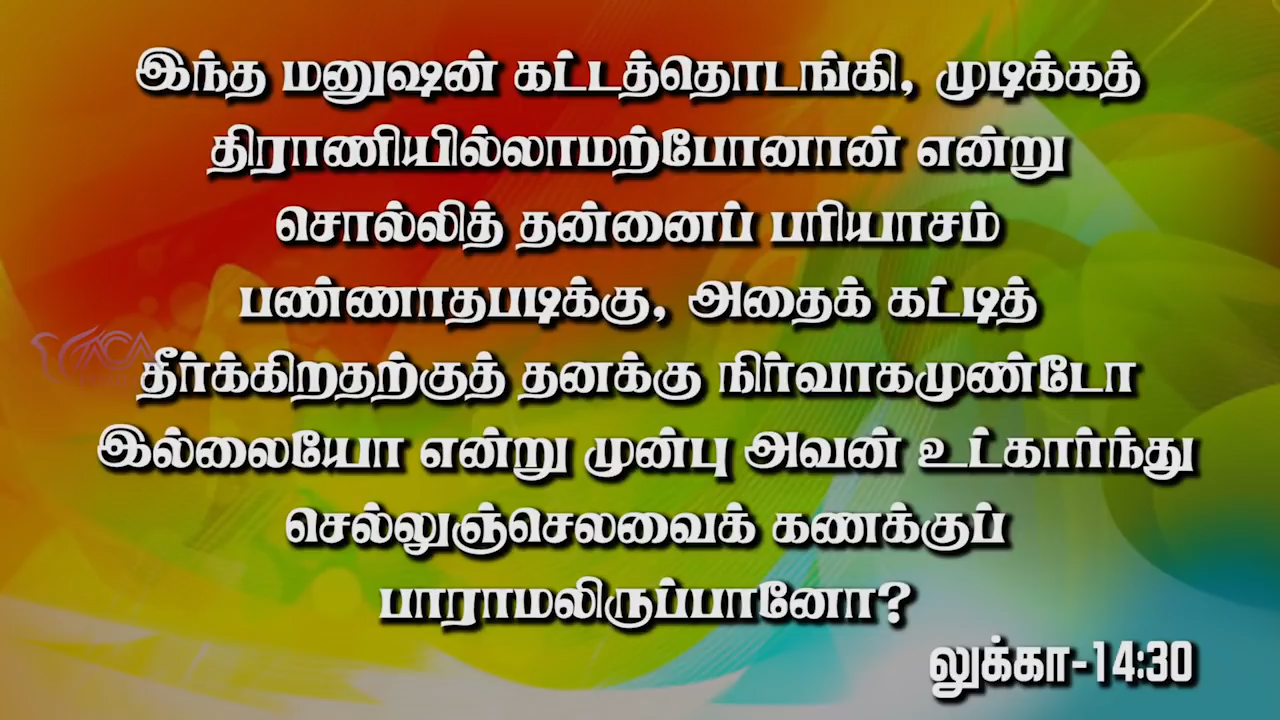 இந்த மனுஷன் கட்டத்தொடங்கி, முடிக்கத்
திராணியில்லாமற்போனான் என்று
சொல்லித் தன்னைப் பரியாசம்
பண்ணாதபடிக்கு, அதைக் கட்டித்
தீர்க்கிறதற்குத் தனக்கு நிர்வாகமுண்டோ
இல்லையோ என்று முன்பு அவன் உட்கார்ந்து
செல்லுஞ்செலவைக் கணக்குப்
பாராமலிருப்பானோ?
லுக்கா-14:30